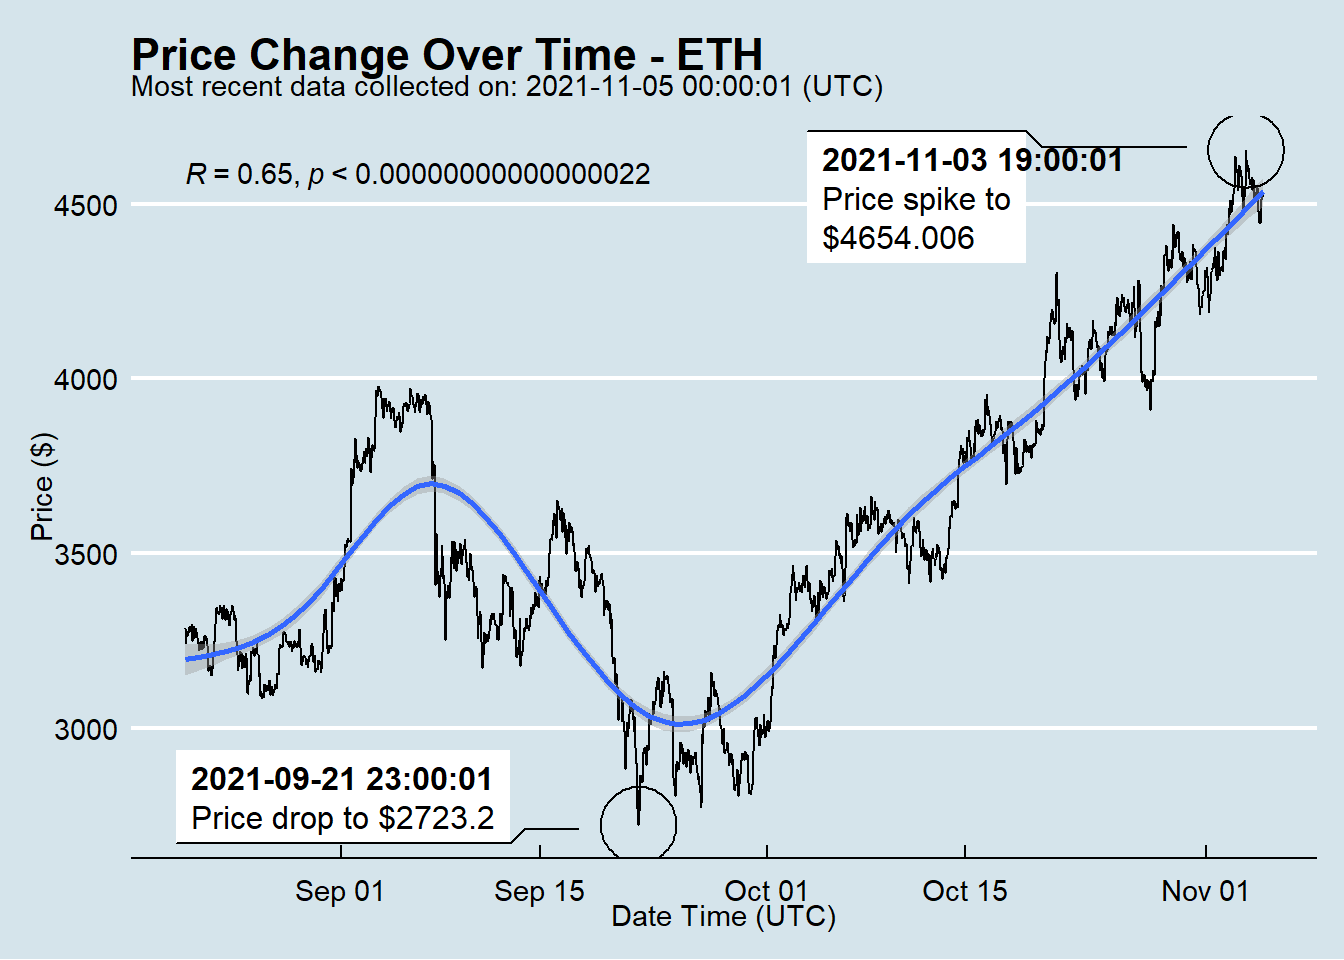 Price Change Over Time - ETH
Most recent data collected on: 2021-11-05 00:00:01 (UTC)
R = 0.65, p < 0.00000000000000022
2021-11-03 19:00:01
Price spike to
$4654.006
4500
4000
3500
3000
Price ($)
2021-09-21 23:00:01
Price drop to $2723.2
Sep 01
Sep 15
Oct 01
Oct 15
Nov 01
Date Time (UTC)